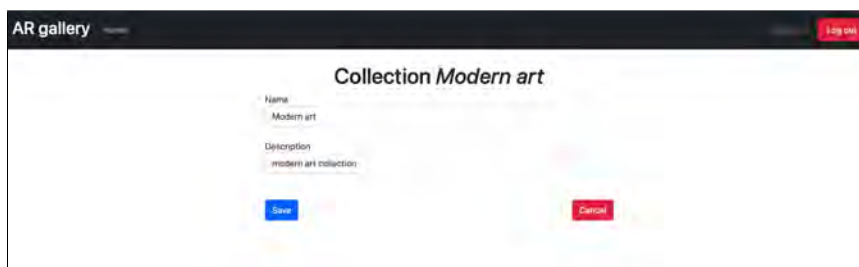 AR gallery
Log out
Collection Modern art
Name
Modern art
Description
modern art collection
Save
Cancel